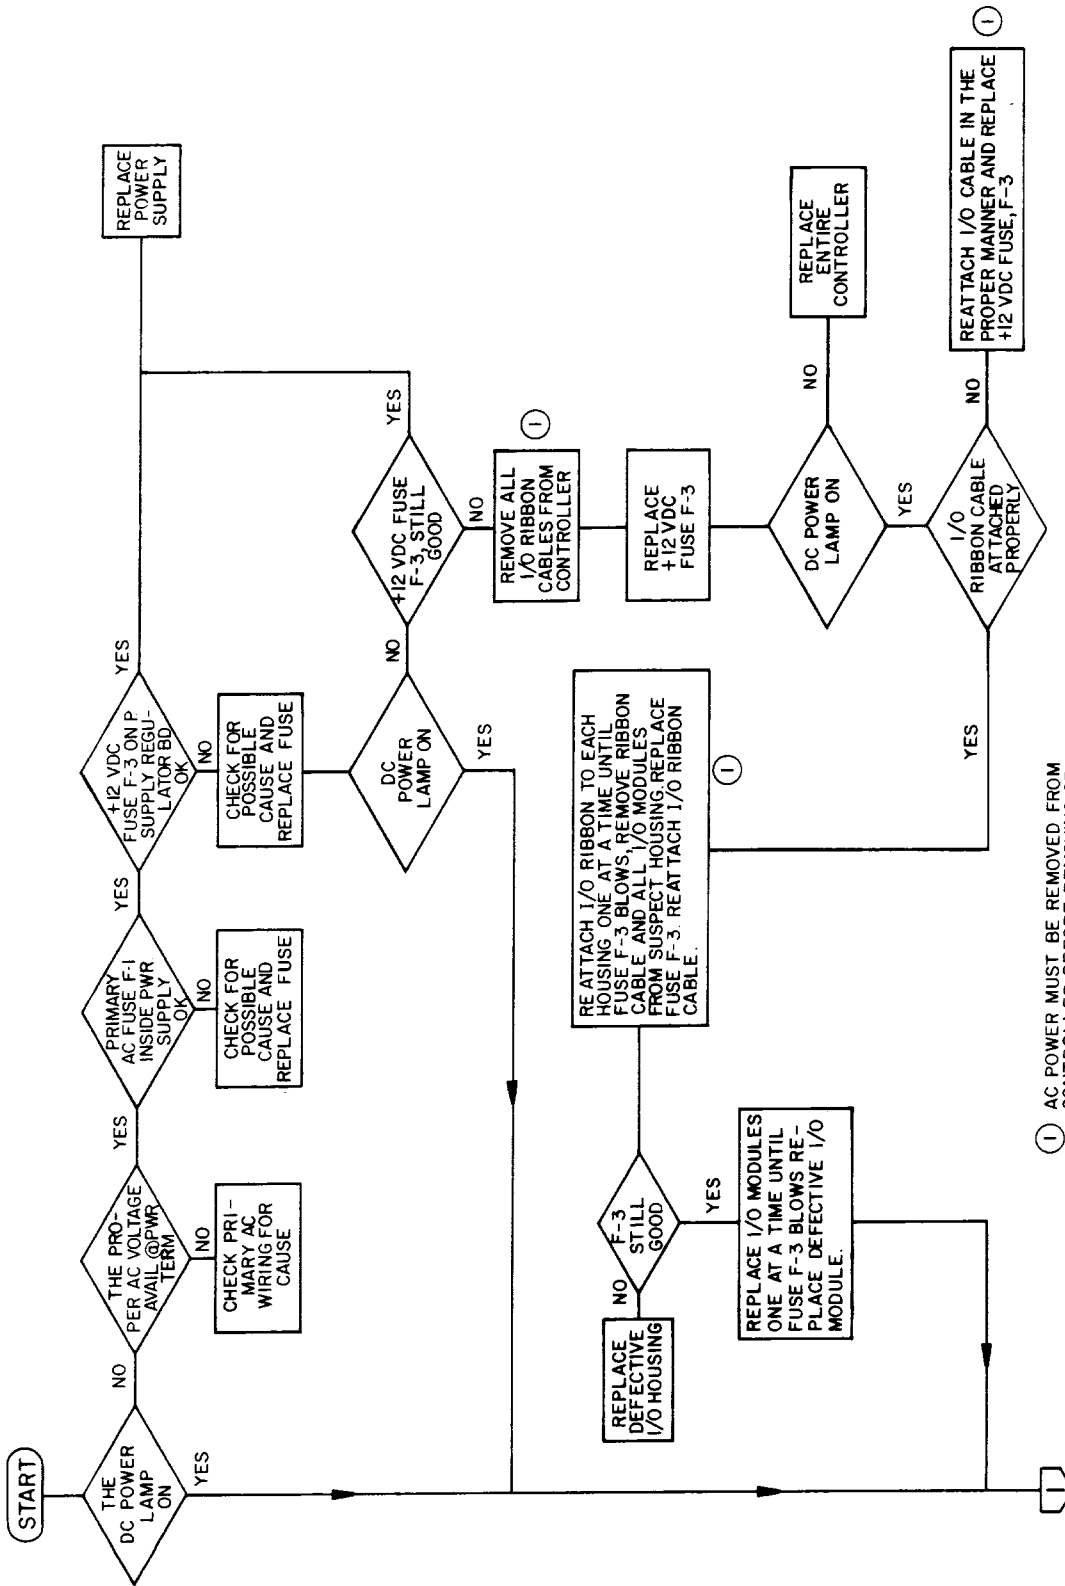 START
THE
DC POWER
LAMP
ON
NO
YES
THE PRO-
PER AC VOLTAGE
AVAIL @ PWR
TERM
YES
NO
CHECK PRI-
MARY AC
WIRING FOR
CAUSE
PRIMARY
AC FUSE F-1
INSIDE PWR
SUPPLY
OK
YES
NO
CHECK FOR
POSSIBLE
CAUSE AND
REPLACE FUSE
+12 VDC
FUSE F-3 ON P.
SUPPLY REGU-
LATOR BD.
OK
YES
NO
CHECK FOR
POSSIBLE
CAUSE AND
REPLACE FUSE
REPLACE
POWER
SUPPLY
DC
POWER
LAMP ON
NO
YES
+12 VDC FUSE
F-3, STILL
GOOD
YES
NO
REMOVE ALL
I/O RIBBON
CABLES FROM
CONTROLLER
1
REPLACE
+12 VDC
FUSE F-3
DC POWER
LAMP ON
NO
YES
REPLACE
ENTIRE
CONTROLLER
I/O
RIBBON CABLE
ATTACHED
PROPERLY
NO
YES
REATTACH I/O CABLE IN THE
PROPER MANNER AND REPLACE
+12 VDC FUSE, F-3
1
REATTACH I/O RIBBON TO EACH
HOUSING ONE AT A TIME UNTIL
FUSE F-3 BLOWS, REMOVE RIBBON
CABLE AND ALL I/O MODULES
FROM SUSPECT HOUSING. REPLACE
FUSE F-3. REATTACH I/O RIBBON
CABLE.
1
F-3
STILL
GOOD
NO
YES
REPLACE
DEFECTIVE
I/O HOUSING
REPLACE I/O MODULES
ONE AT A TIME UNTIL
FUSE F-3 BLOWS RE-
PLACE DEFECTIVE I/O
MODULE.
1
1 AC POWER MUST BE REMOVED FROM